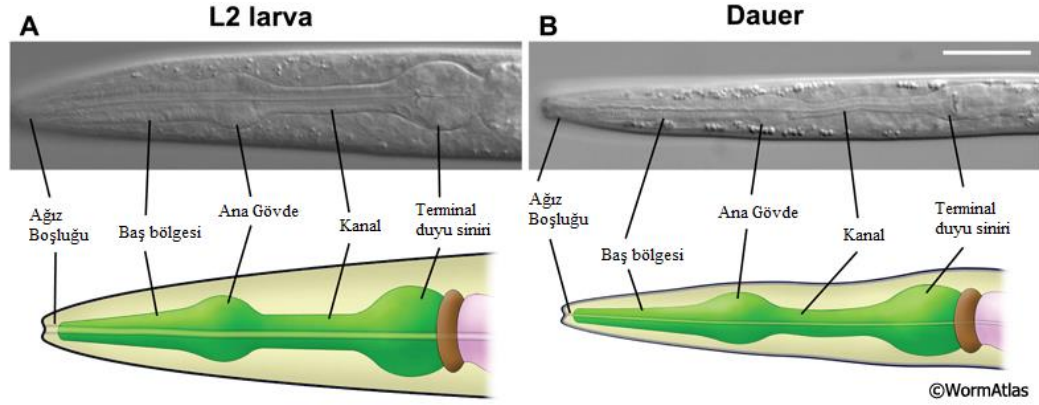 A
L2 larva
B
Dauer
Ağız
Boşluğu
Baş bölgesi
Ana Gövde
Kanal
Terminal
duyu siniri
Ağız
Boşluğu
Baş bölgesi
Ana Gövde
Kanal
Terminal
duyu siniri
©WormAtlas